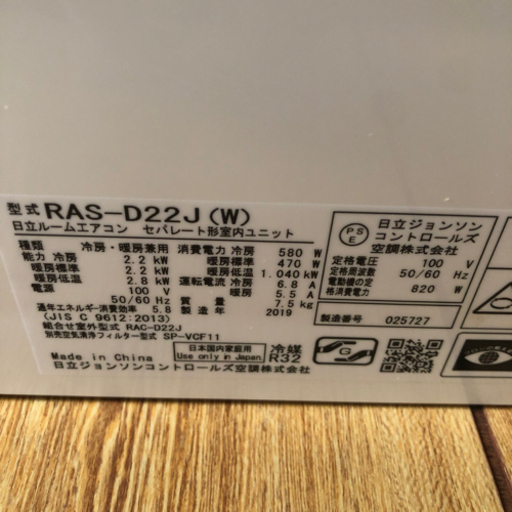 型式 RAS-D22J(W)
日立ルームエアコン セパレート形室内ユニット
種類 冷房・暖房兼用 消費電力 冷房 580 W
能力 冷房 2.2 kW 暖房標準 470 W
暖房標準 2.2 kW 暖房低温 1.040 kW
暖房低温 2.8 kW 運転電流 冷房 6.8 A
電源 100 V 暖房 5.5 A
50/60 Hz 7.5 kg
通年エネルギー消費効率 5.8 製造年 2019
(JIS C 9612:2013)
組合せ室外型式 RAC-D22J
別売空気清浄フィルター型式 SP-VCF11
Made in China
日本国内家庭用
Use only in Japan.
冷媒
R32
日立ジョンソンコントロールズ空調株式会社
PS
E
日立ジョンソン
コントロールズ
空調株式会社
定格電圧 100 V
定格周波数 50/60 Hz
電動機の定
格消費電力 820 W
製造番号 025727
G